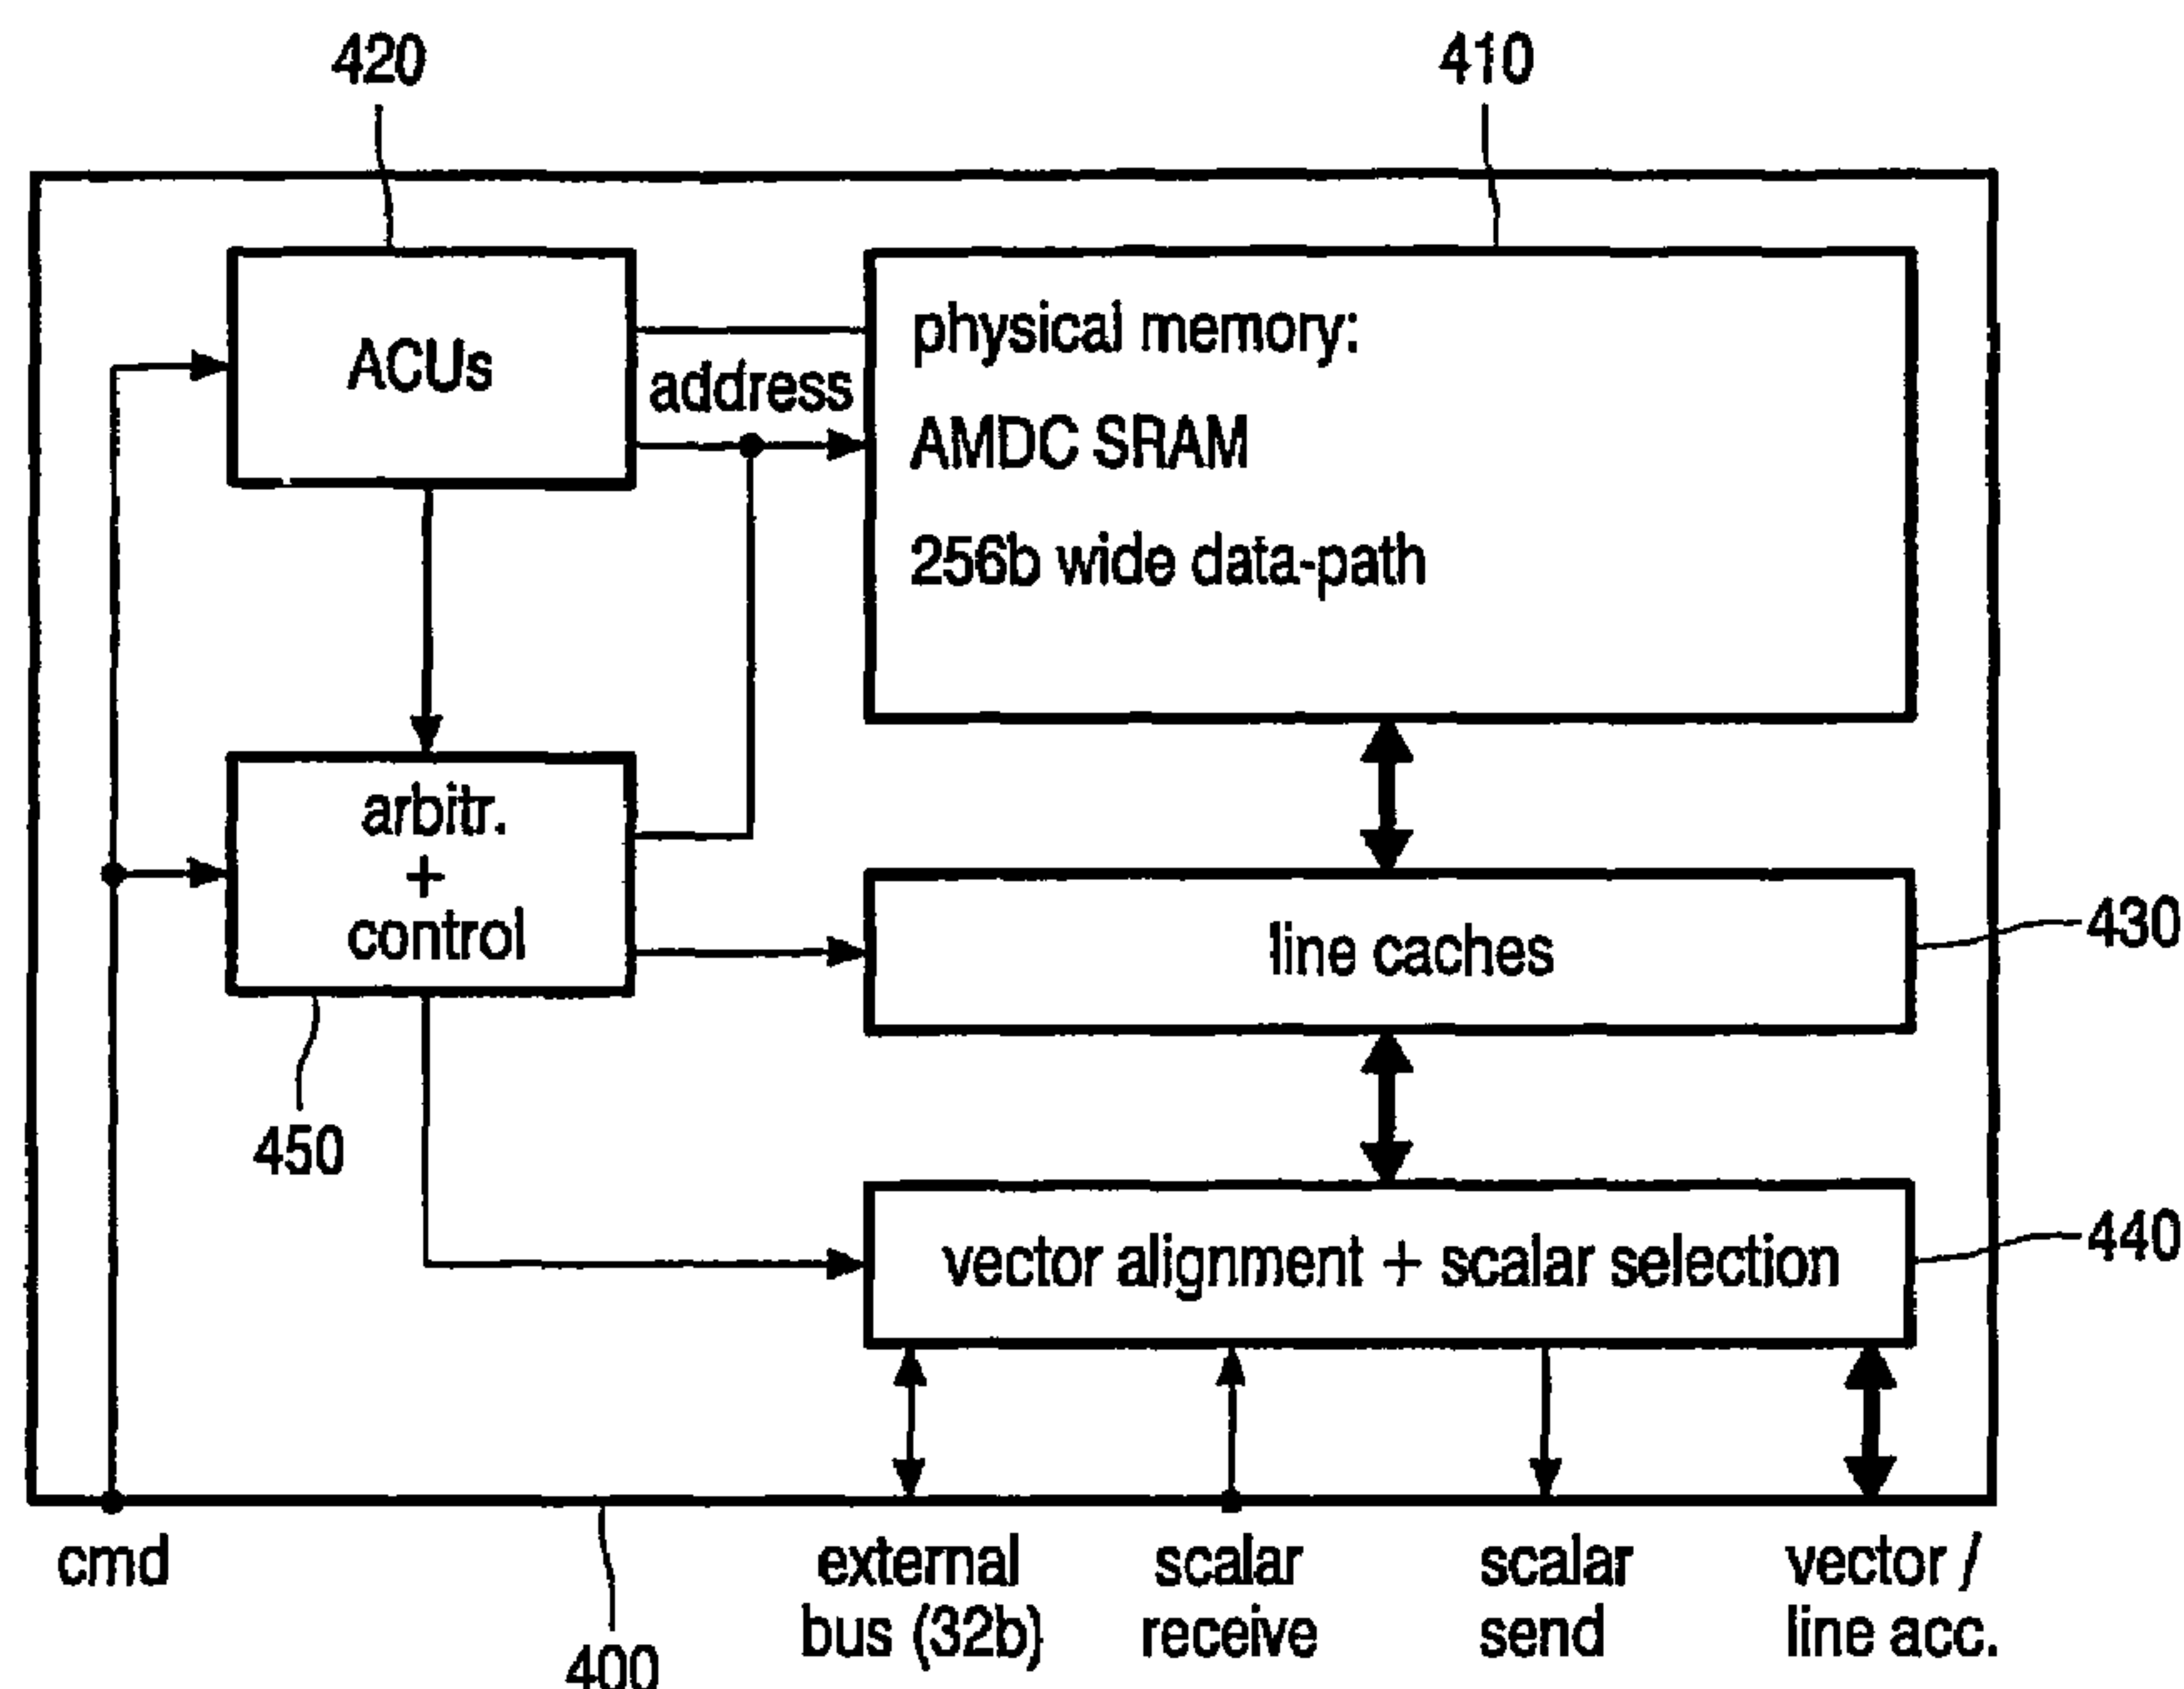 420
410
ACUs
address
physical memory:
AMDC SRAM
256b wide data-path
arbitr.
+
control
line caches
430
450
vector alignment + scalar selection
440
cmd
external
bus (32b)
scalar
receive
scalar
send
vector /
line acc.
400